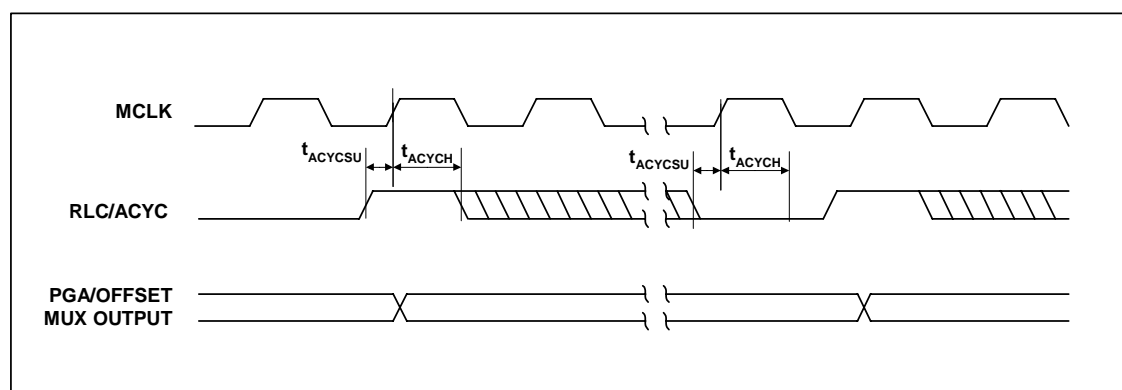 MCLK
tACYCSU
tACYCH
tACYCSU
tACYCH
RLC/ACYC
PGA/OFFSET
MUX OUTPUT